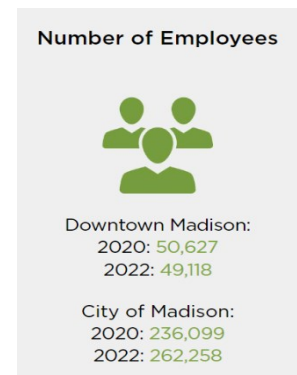 Number of Employees
Downtown Madison:
2020: 50,627
2022: 49,118
City of Madison:
2020: 236,099
2022: 262,258